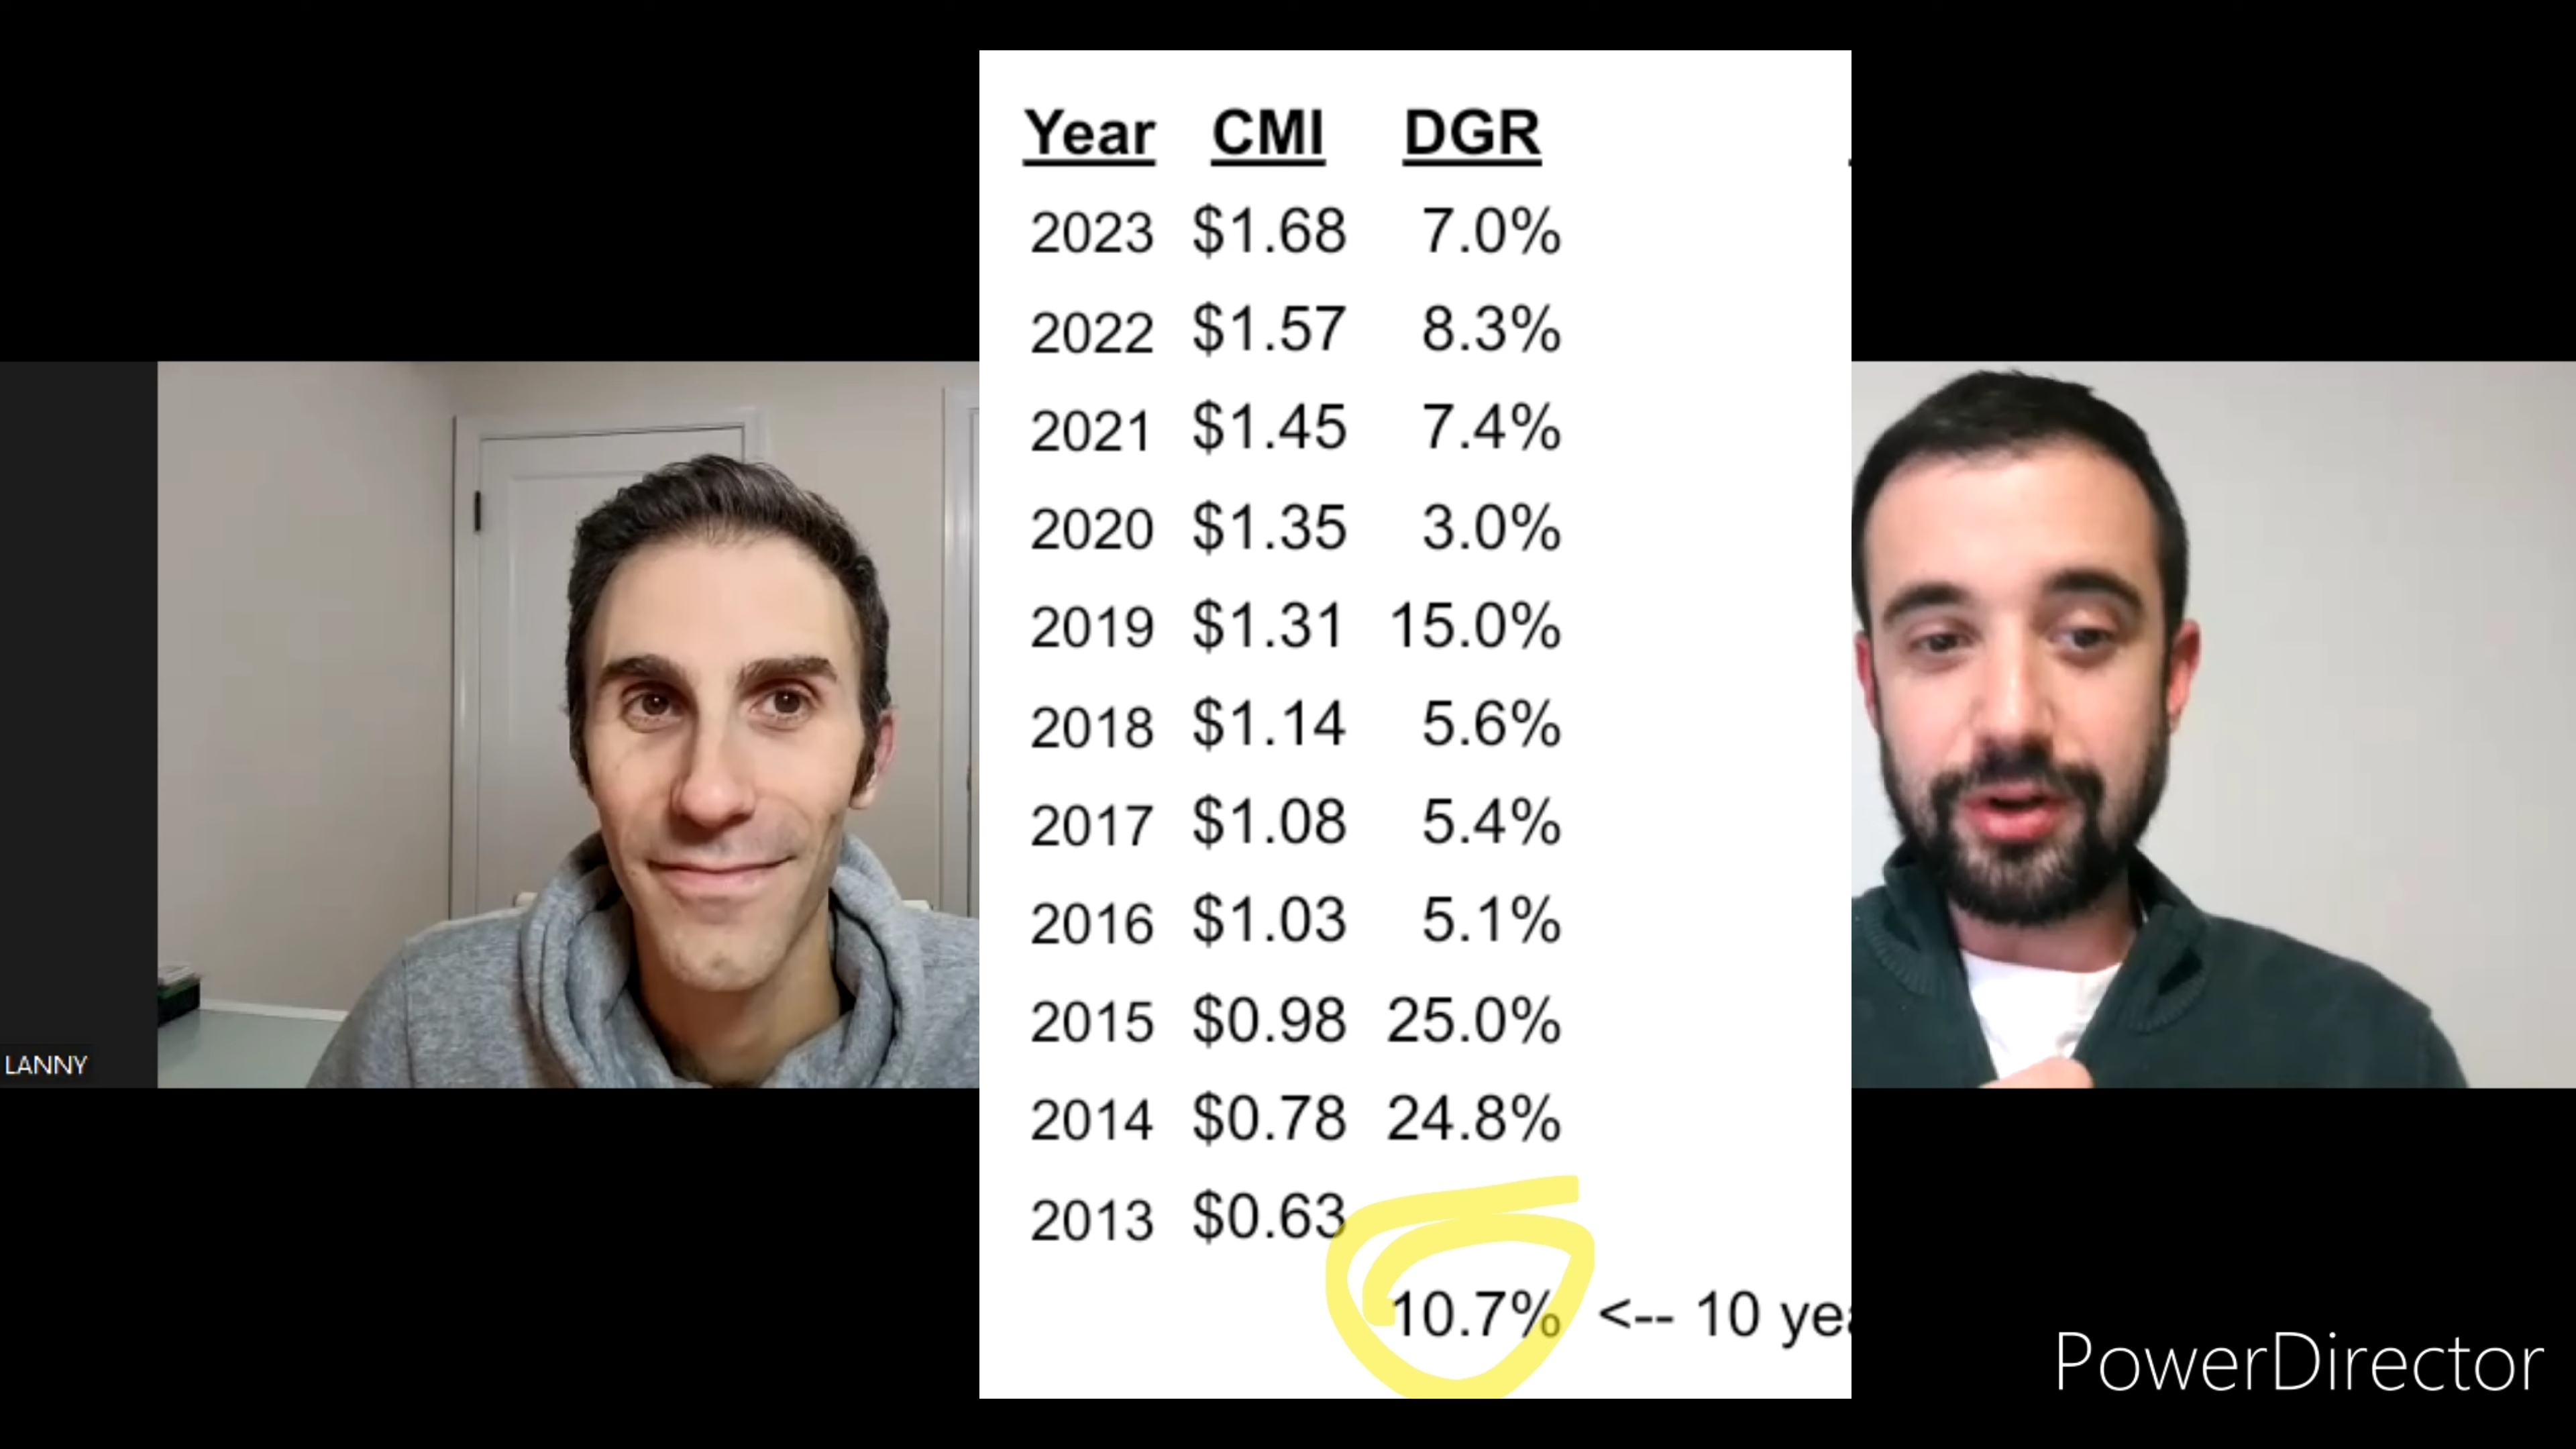 Year CMI DGR
2023 $1.68 7.0%
2022 $1.57 8.3%
2021 $1.45 7.4%
2020 $1.35 3.0%
2019 $1.31 15.0%
2018 $1.14 5.6%
2017 $1.08 5.4%
2016 $1.03 5.1%
2015 $0.98 25.0%
2014 $0.78 24.8%
2013 $0.63
10.7% <-- 10
LANNY
PowerDirector